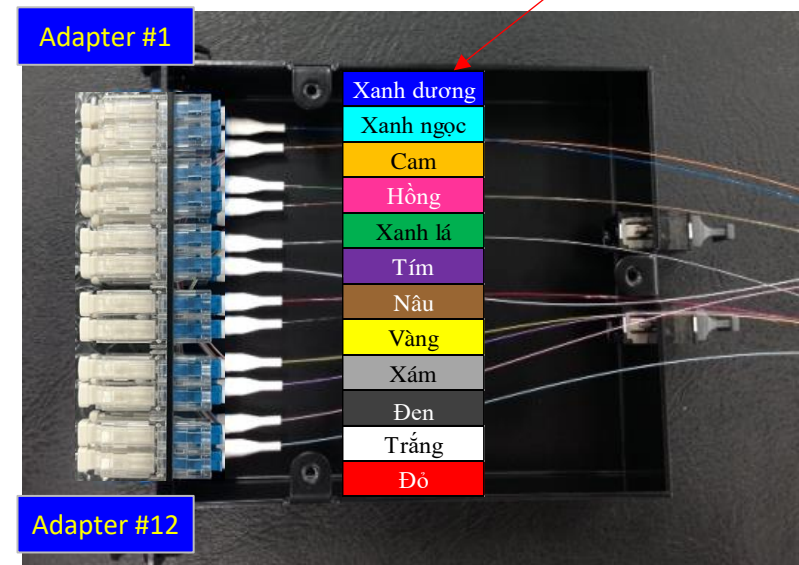 Adapter #1
Xanh dương
Xanh ngọc
Cam
Hồng
Xanh lá
Tím
Nâu
Vàng
Xám
Đen
Trắng
Đỏ
Adapter #12